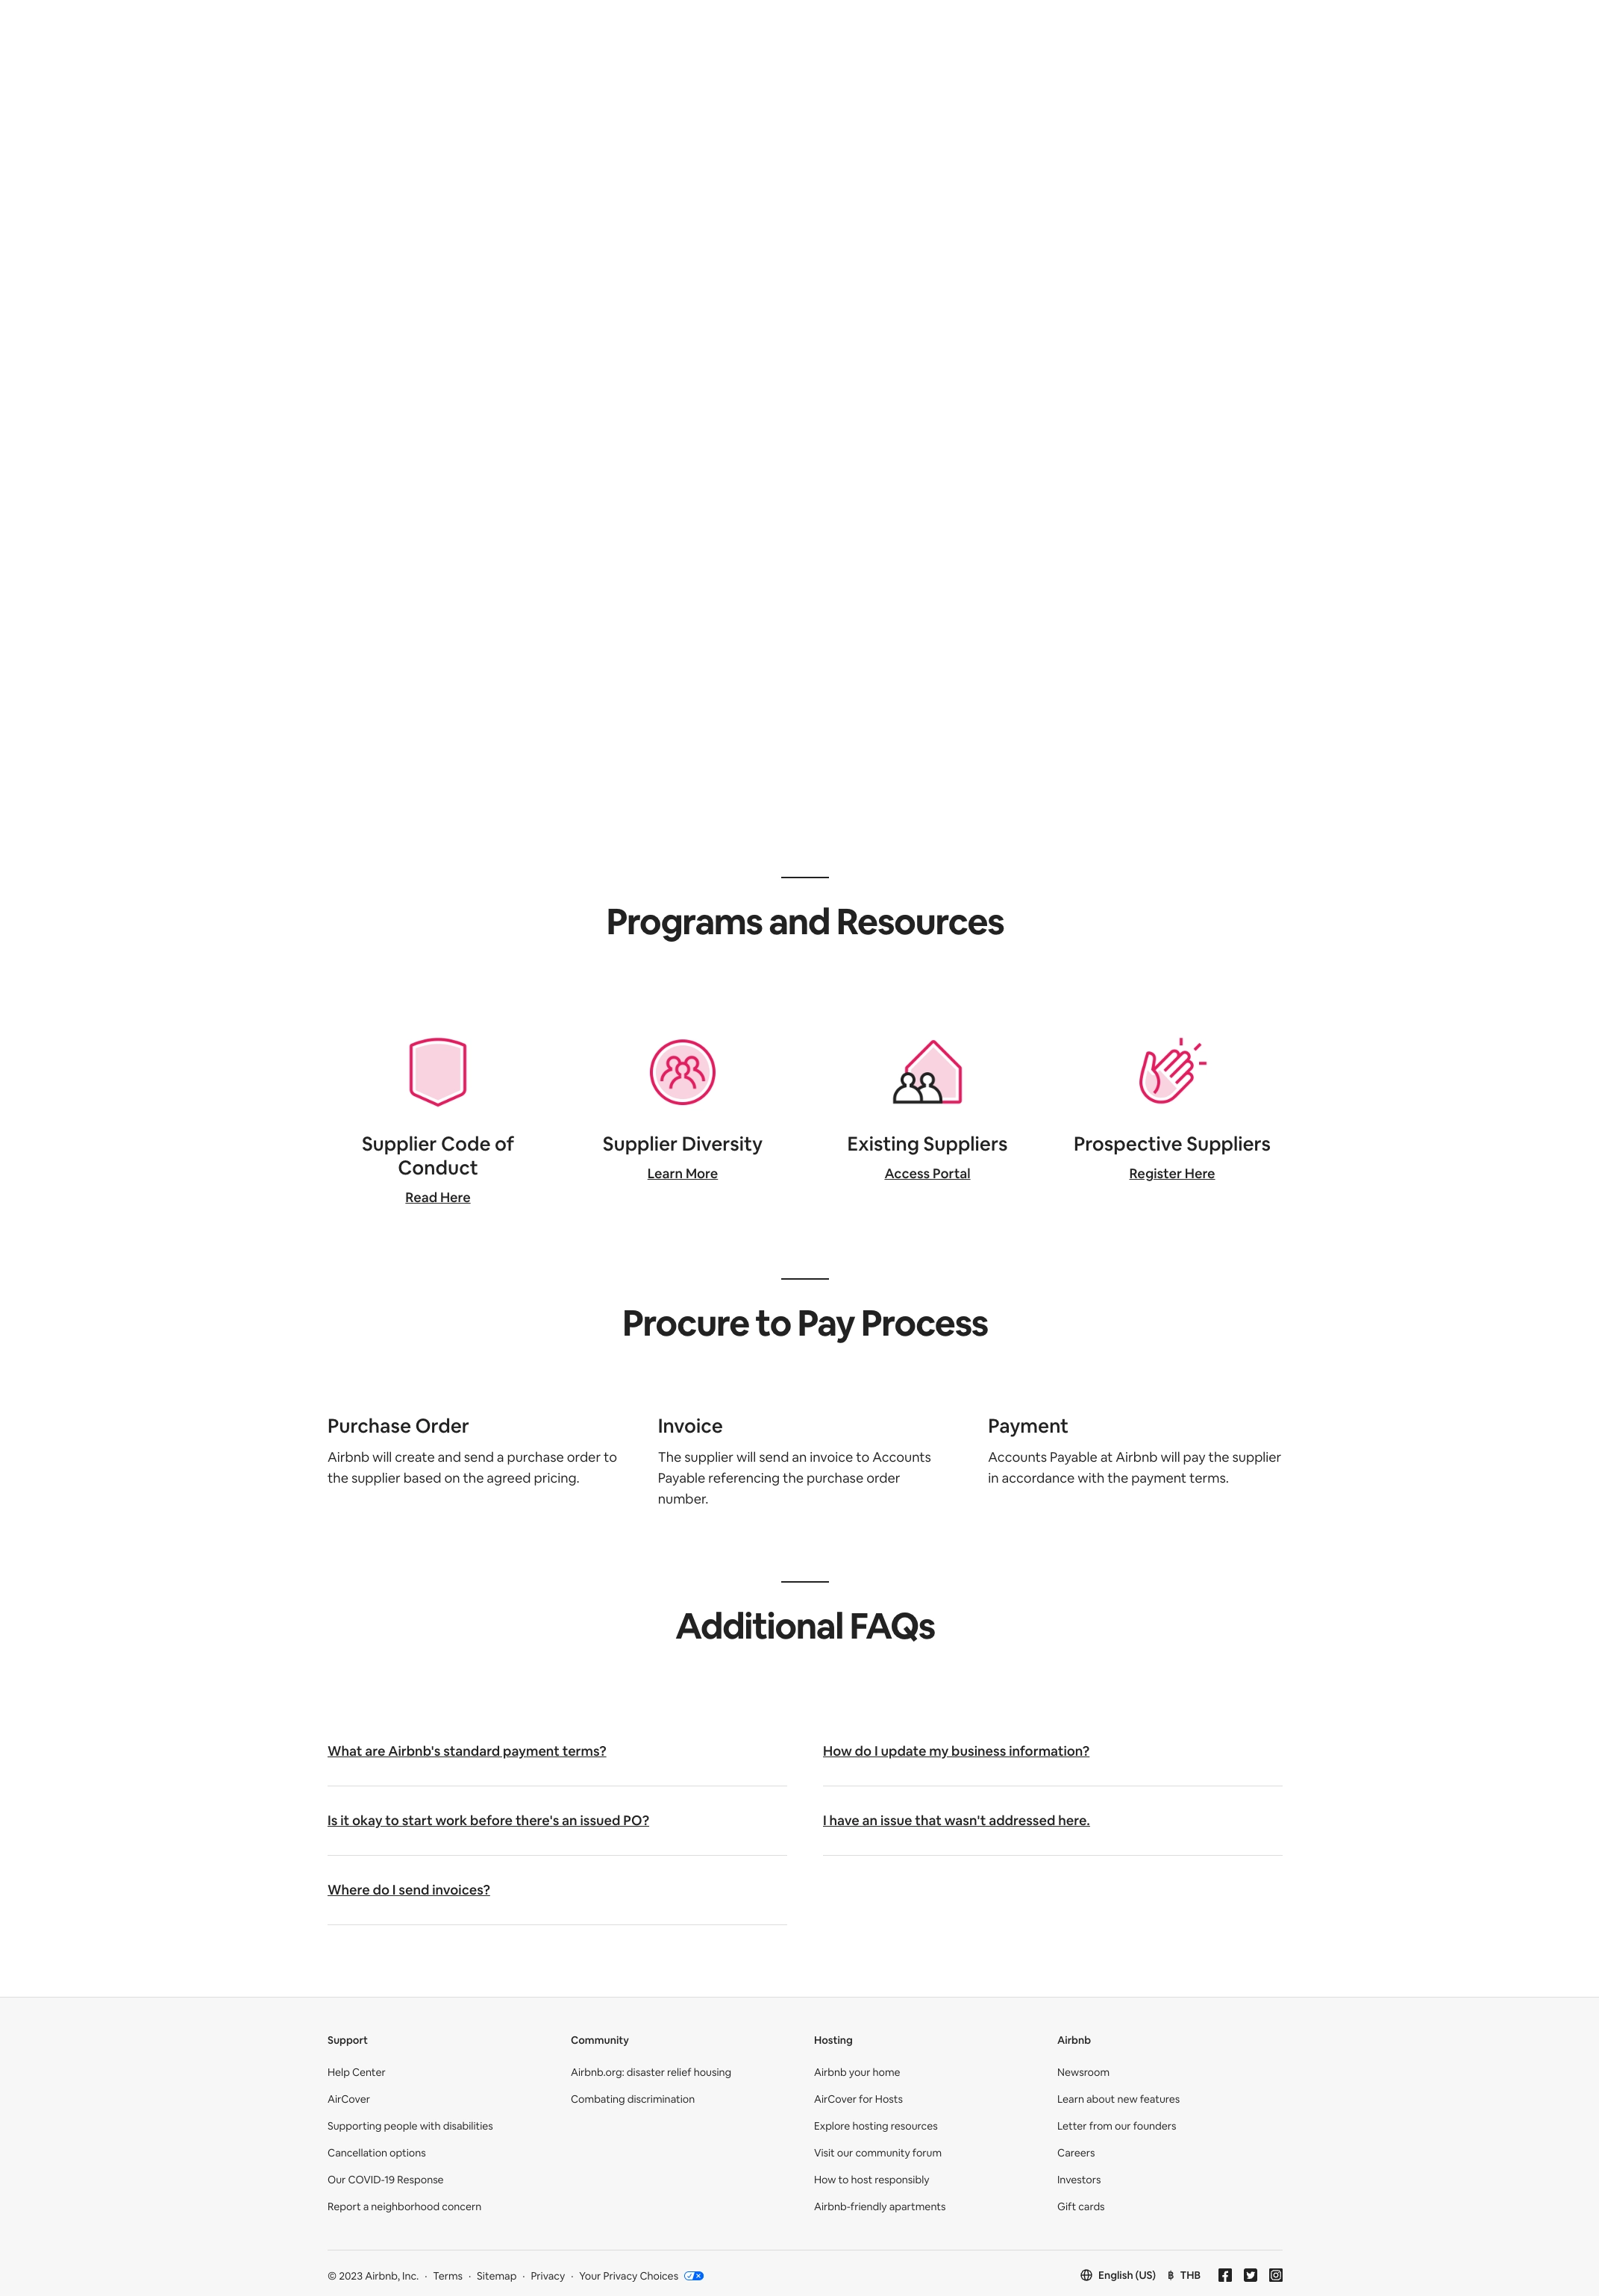 Programs and Resources
Supplier Code of
Conduct
Read Here
Supplier Diversity
Learn More
Existing Suppliers
Access Portal
Prospective Suppliers
Register Here
Procure to Pay Process
Purchase Order
Airbnb will create and send a purchase order to
the supplier based on the agreed pricing.
Invoice
The supplier will send an invoice to Accounts
Payable referencing the purchase order
number.
Payment
Accounts Payable at Airbnb will pay the supplier
in accordance with the payment terms.
Additional FAQs
What are Airbnb's standard payment terms?
Is it okay to start work before there's an issued PO?
Where do I send invoices?
How do I update my business information?
I have an issue that wasn't addressed here.
Support
Help Center
AirCover
Supporting people with disabilities
Cancellation options
Our COVID-19 Response
Report a neighborhood concern
Community
Airbnb.org: disaster relief housing
Combating discrimination
Hosting
Airbnb your home
AirCover for Hosts
Explore hosting resources
Visit our community forum
How to host responsibly
Airbnb-friendly apartments
Airbnb
Newsroom
Learn about new features
Letter from our founders
Careers
Investors
Gift cards
© 2023 Airbnb, Inc. · Terms · Sitemap · Privacy · Your Privacy Choices
English (US) ฿ THB